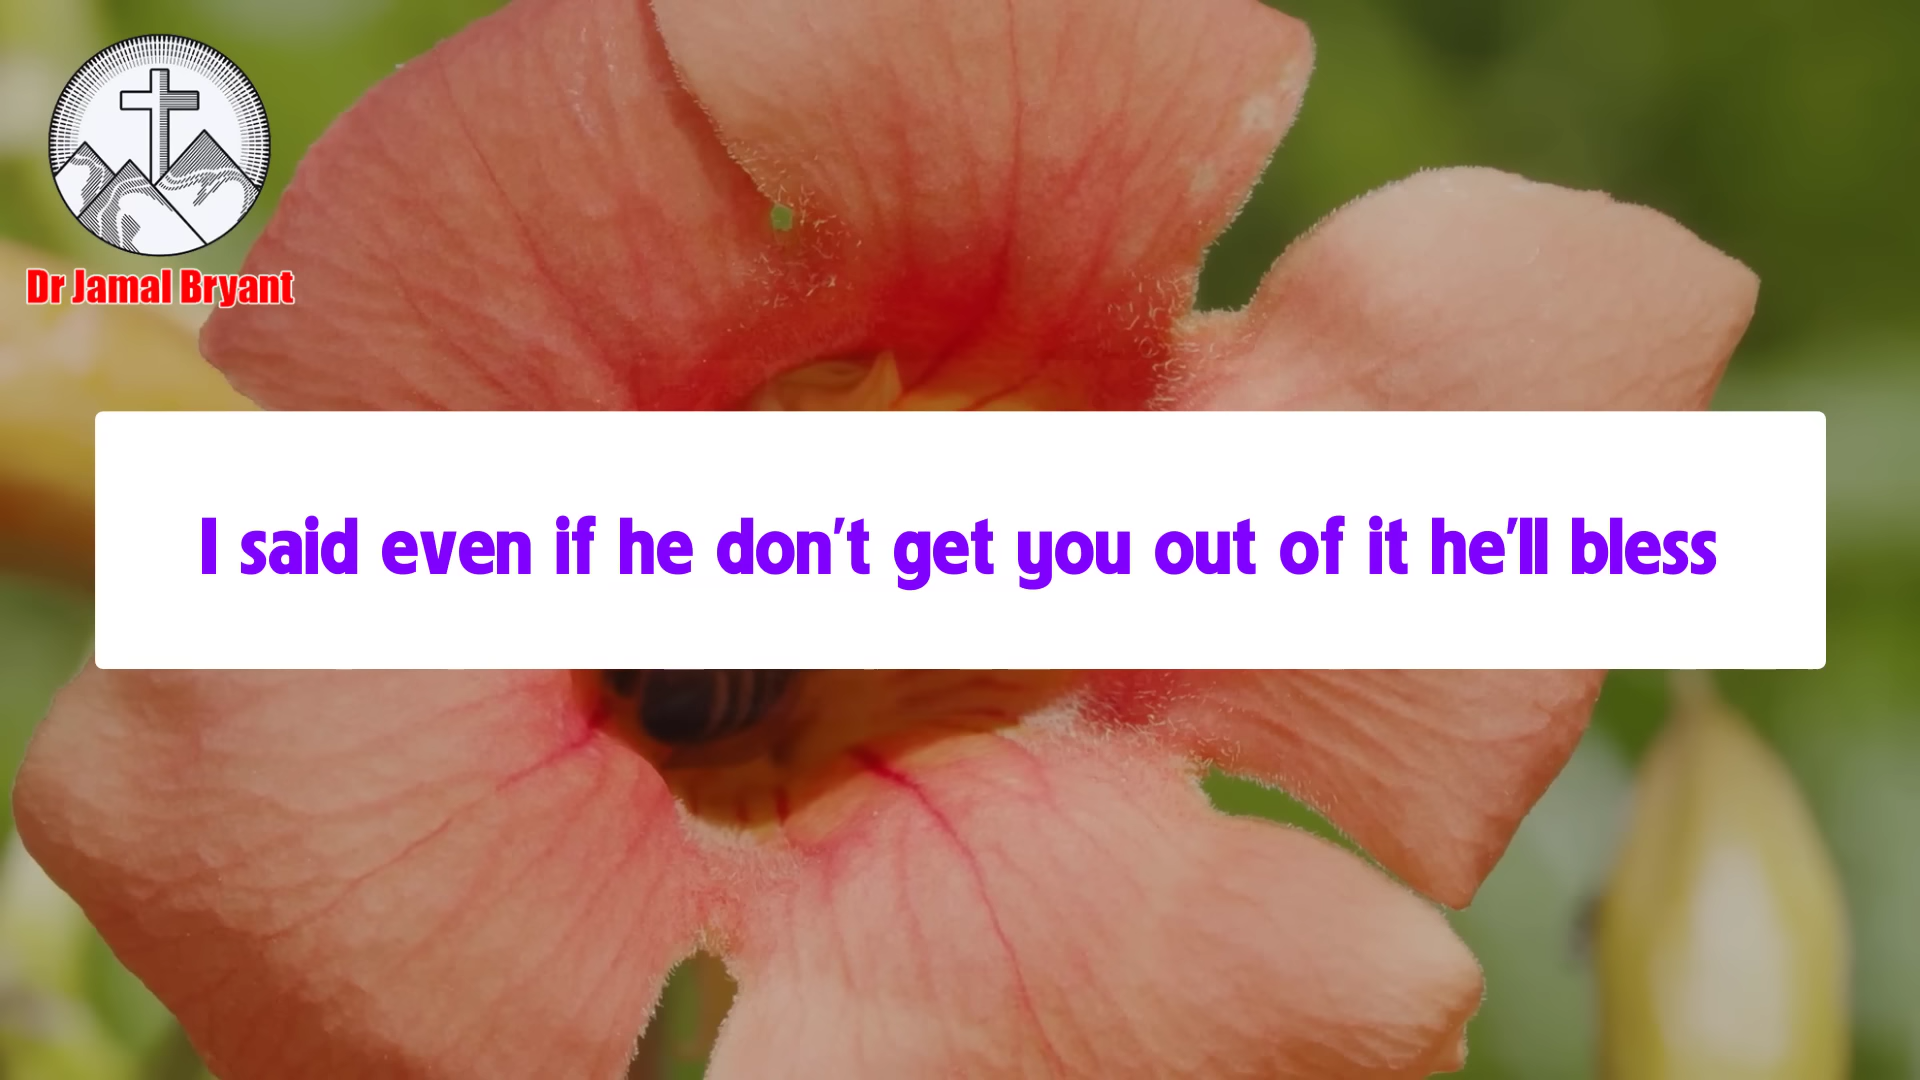 Dr Jamal Bryant
I said even if he don't get you out of it he'll bless